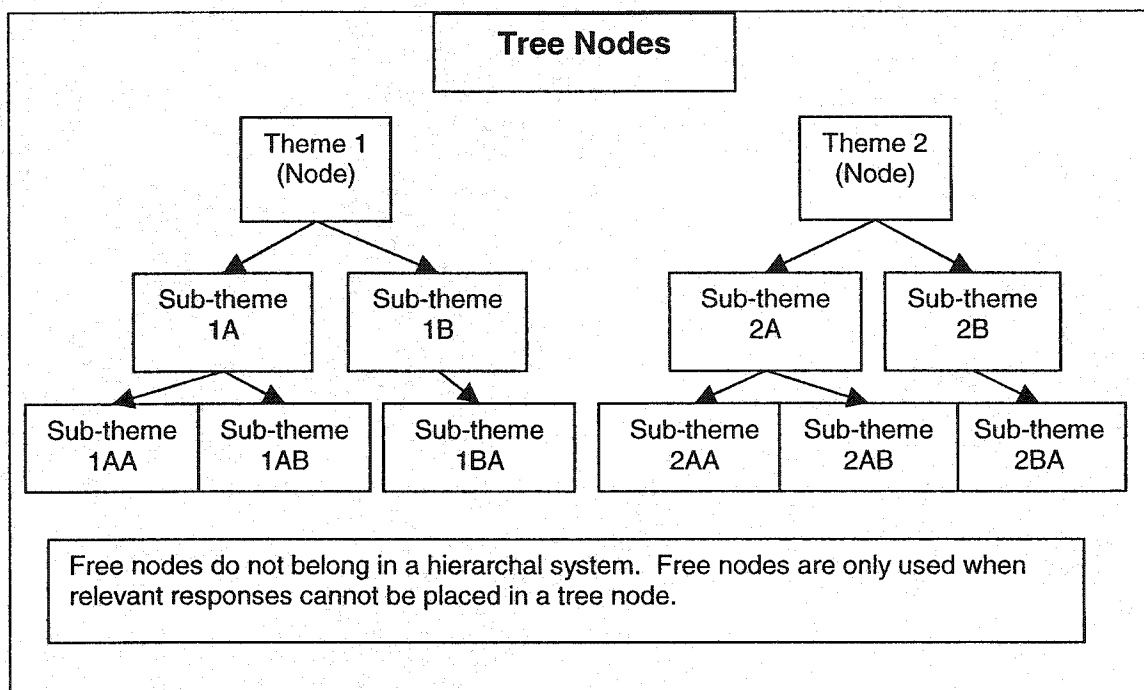 Tree Nodes
Theme 1
(Node)
Theme 2
(Node)
Sub-theme
1A
Sub-theme
1B
Sub-theme
2A
Sub-theme
2B
Sub-theme
1AA
Sub-theme
1AB
Sub-theme
1BA
Sub-theme
2AA
Sub-theme
2AB
Sub-theme
2BA
Free nodes do not belong in a hierarchal system.  Free nodes are only used when
relevant responses cannot be placed in a tree node.